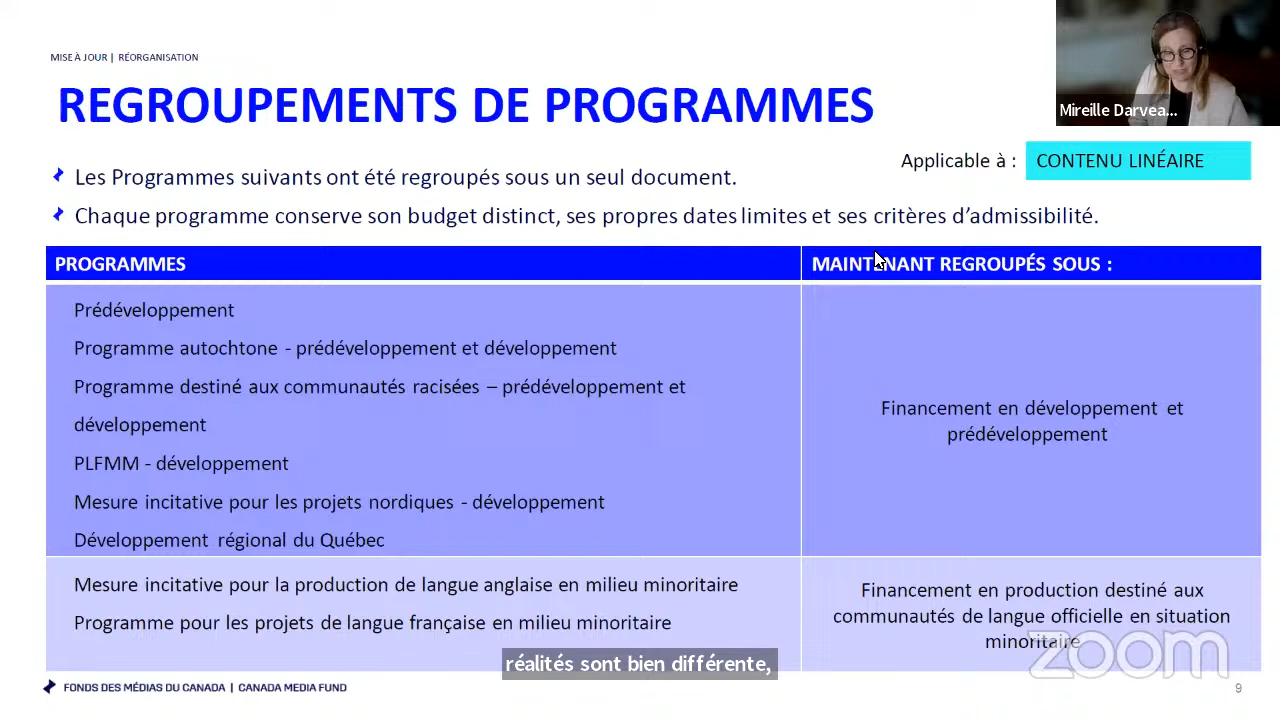 MISE À JOUR | RÉORGANISATION
REGROUPEMENTS DE PROGRAMMES
Mireille Darvea...
Applicable à :
CONTENU LINÉAIRE
Les Programmes suivants ont été regroupés sous un seul document.
Chaque programme conserve son budget distinct, ses propres dates limites et ses critères d’admissibilité.
PROGRAMMES
MAINTENANT REGROUPÉS SOUS :
Prédéveloppement
Programme autochtone - prédéveloppement et développement
Programme destiné aux communautés racisées – prédéveloppement et
développement
PLFMM - développement
Mesure incitative pour les projets nordiques - développement
Développement régional du Québec
Financement en développement et
prédéveloppement
Mesure incitative pour la production de langue anglaise en milieu minoritaire
Programme pour les projets de langue française en milieu minoritaire
Financement en production destiné aux
communautés de langue officielle en situation
minoritaire
zoom
réalités sont bien différente,
FONDS DES MÉDIAS DU CANADA | CANADA MEDIA FUND
9